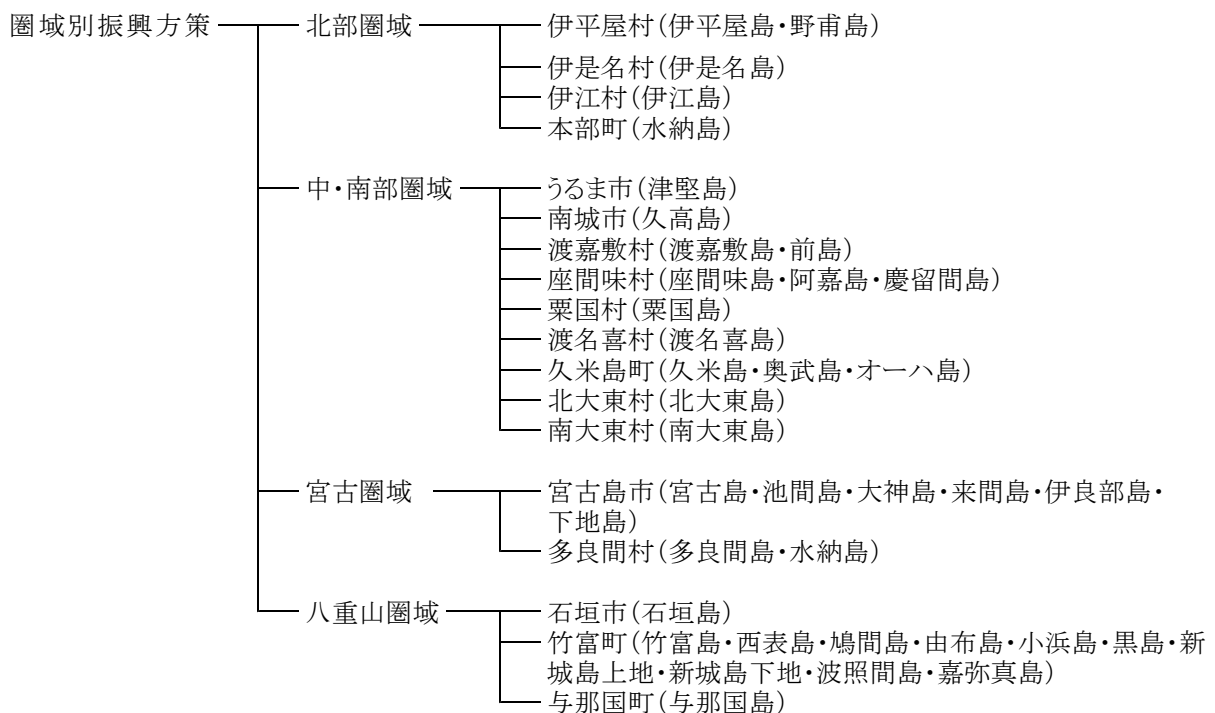 圏域別振興方策 北部圏域 伊平屋村(伊平屋島・野甫島)
伊是名村(伊是名島)
伊江村(伊江島)
本部町(水納島)
中・南部圏域 うるま市(津堅島)
南城市(久高島)
渡嘉敷村(渡嘉敷島・前島)
座間味村(座間味島・阿嘉島・慶留間島)
粟国村(粟国島)
渡名喜村(渡名喜島)
久米島町(久米島・奥武島・オーハ島)
北大東村(北大東島)
南大東村(南大東島)
宮古圏域 宮古島市(宮古島・池間島・大神島・来間島・伊良部島・
下地島)
多良間村(多良間島・水納島)
八重山圏域 石垣市(石垣島)
竹富町(竹富島・西表島・鳩間島・由布島・小浜島・黒島・新
城島上地・新城島下地・波照間島・嘉弥真島)
与那国町(与那国島)